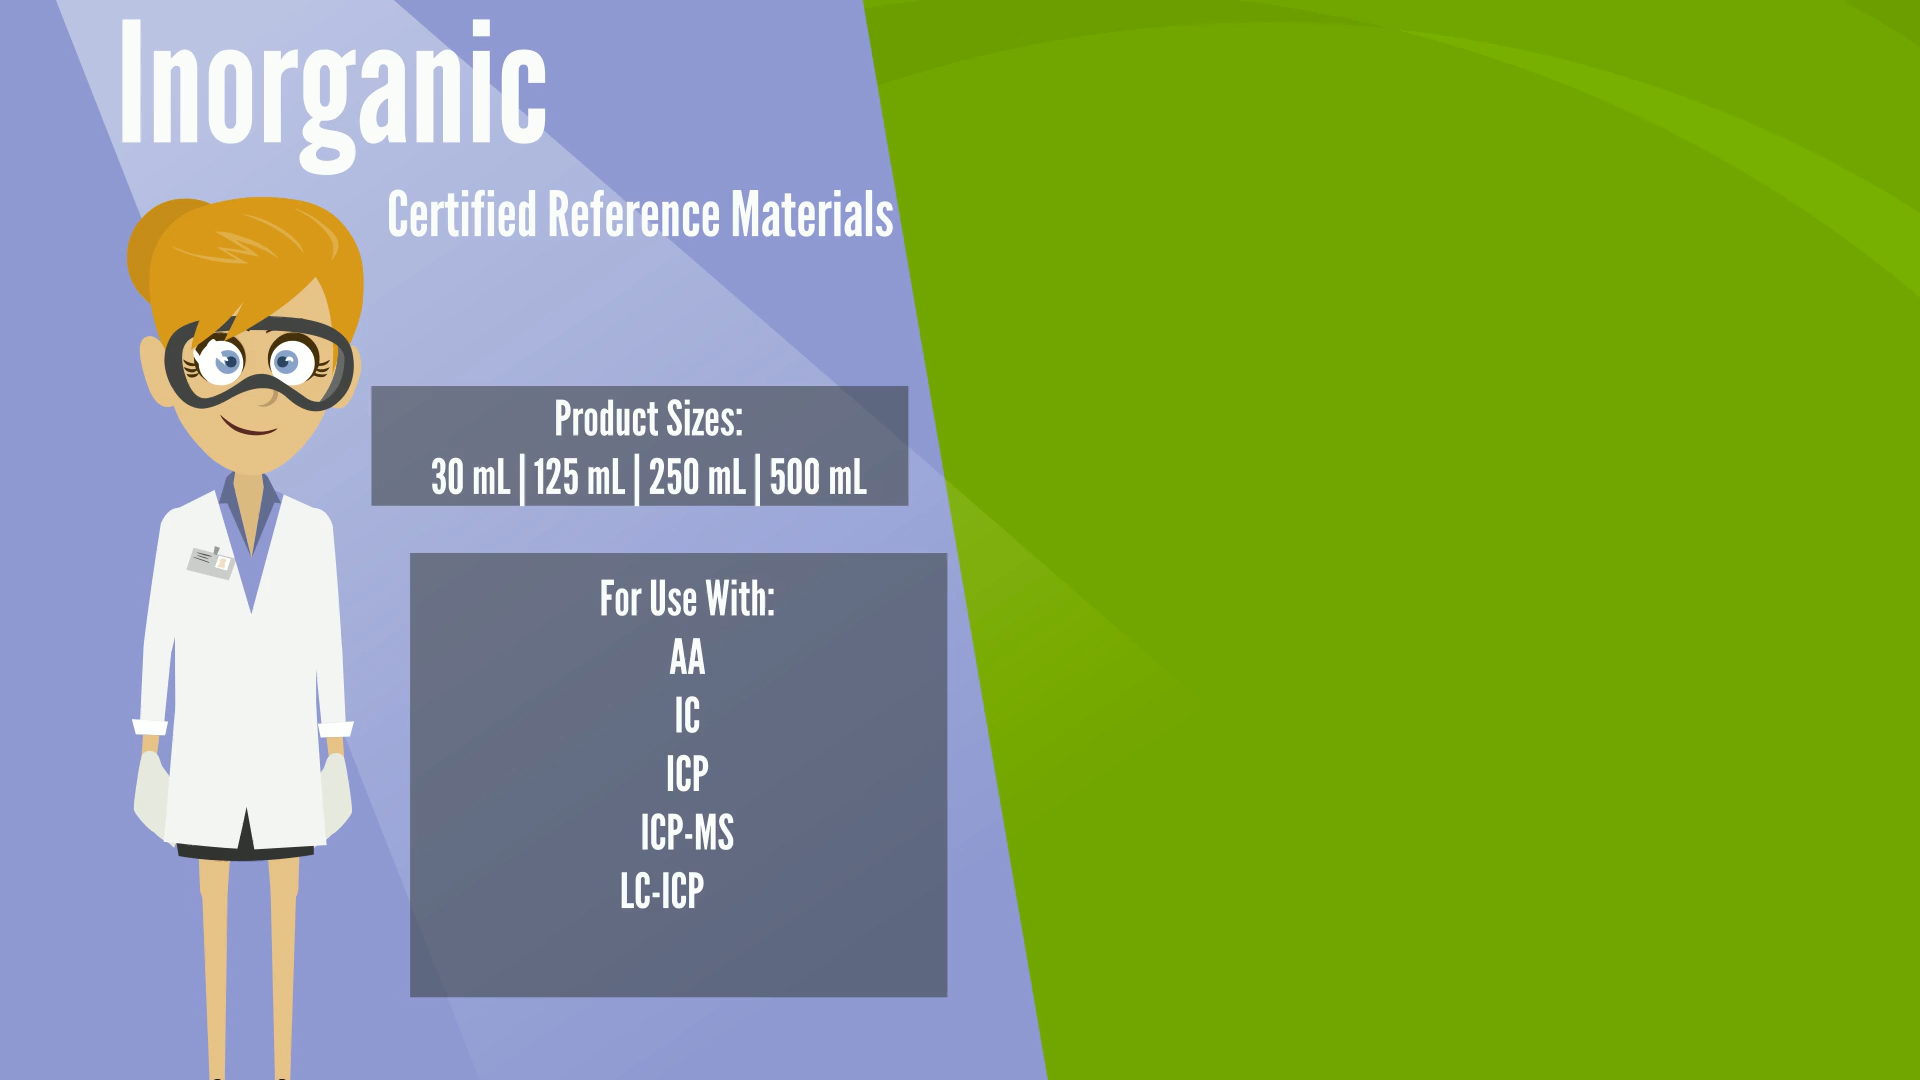 Inorganic
Certified Reference Materials
Product Sizes:
30 mL | 125 mL | 250 mL | 500 mL
For Use With:
AA
IC
ICP
ICP-MS
LC-ICP